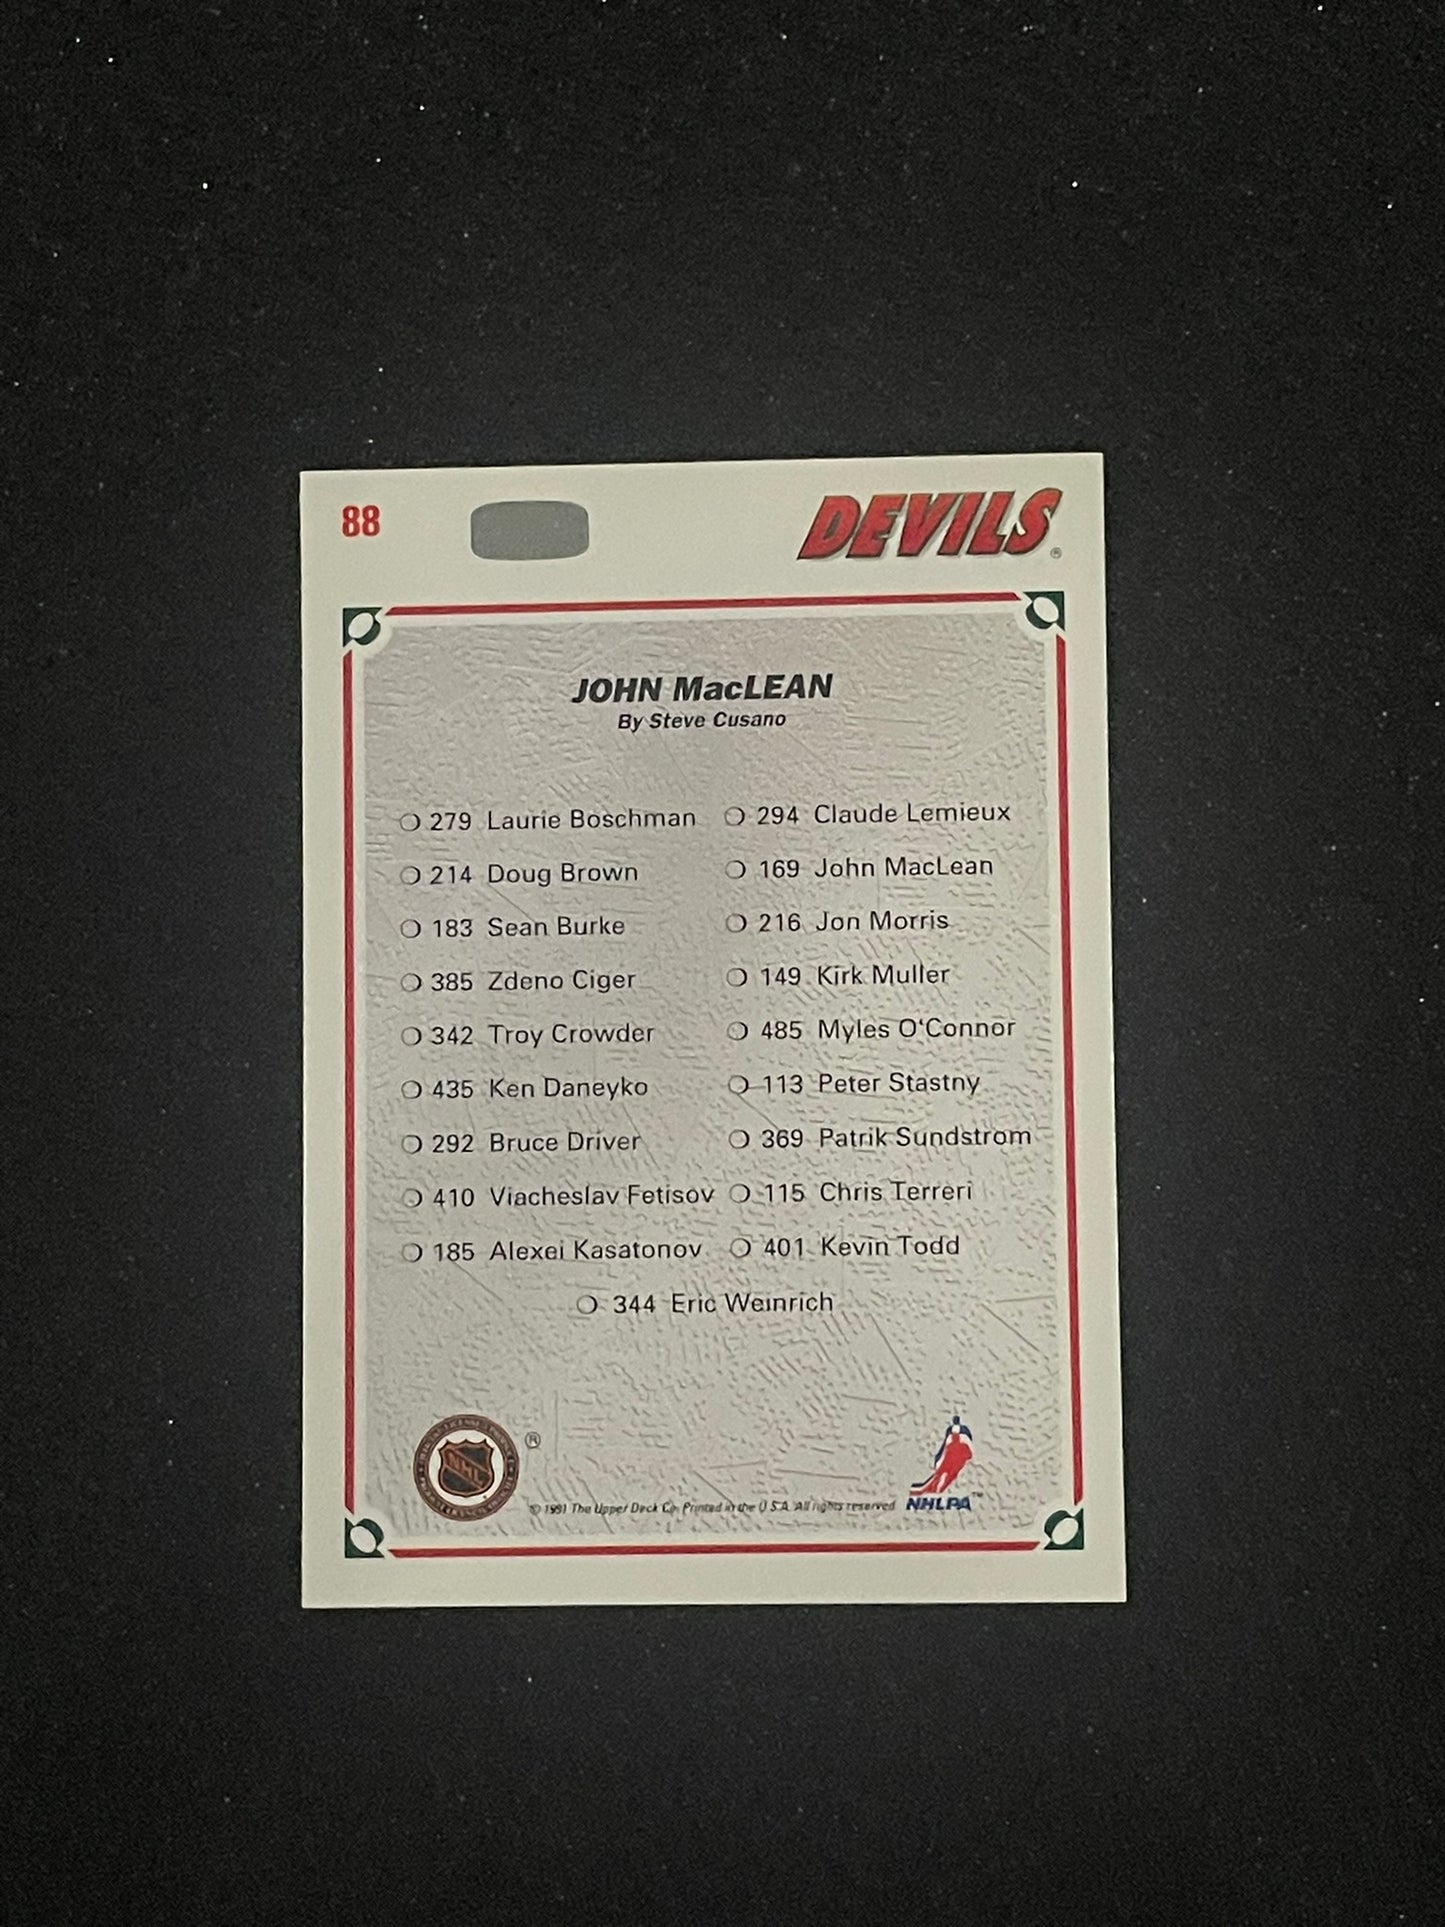 88
DEVILS®
JOHN MacLEAN
By Steve Cusano
279 Laurie Boschman
214 Doug Brown
183 Sean Burke
385 Zdeno Ciger
342 Troy Crowder
435 Ken Daneyko
292 Bruce Driver
410 Viacheslav Fetisov
185 Alexei Kasatonov
294 Claude Lemieux
169 John MacLean
216 Jon Morris
149 Kirk Muller
485 Myles O'Connor
113 Peter Stastny
369 Patrik Sundstrom
115 Chris Terreri
401 Kevin Todd
344 Eric Weinrich
NHL
®
© 1991 The Upper Deck Co. Printed in the U.S.A. All rights reserved
NHLPA™